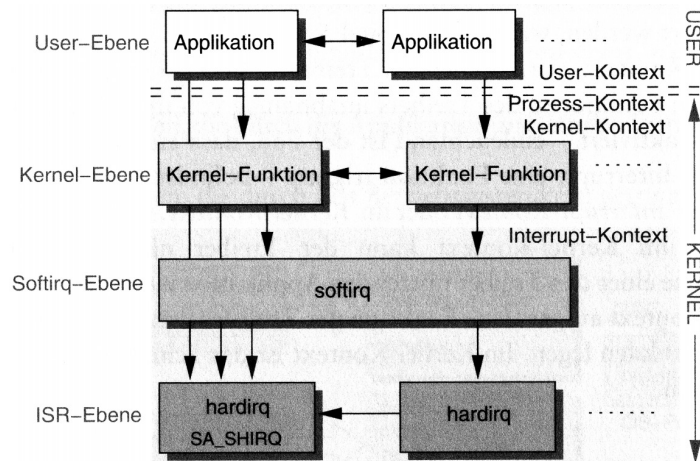 User–Ebene
Applikation
Applikation
User–Kontext
USER
Prozess–Kontext
Kernel–Kontext
Kernel–Ebene
Kernel–Funktion
Kernel–Funktion
Interrupt–Kontext
Softirq–Ebene
softirq
KERNEL
ISR–Ebene
hardirq
SA_SHIRQ
hardirq